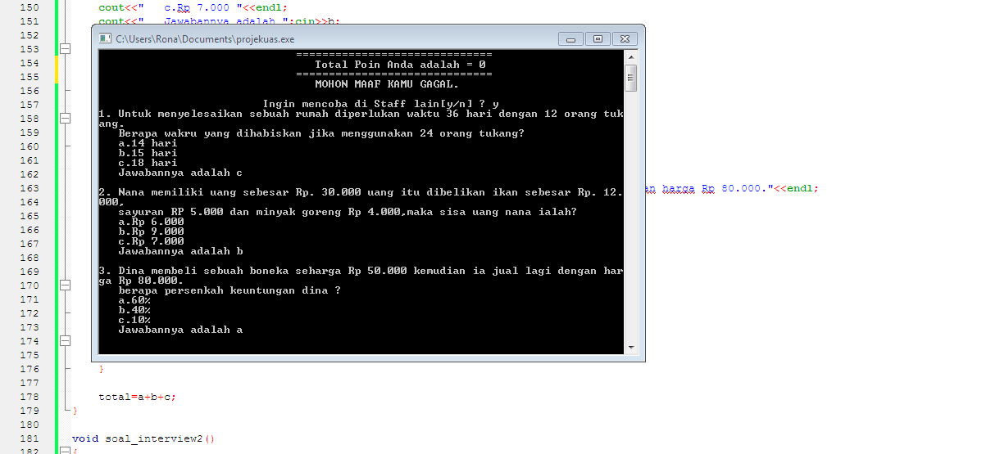 150 cout<<"   c.Rp 7.000 "<<endl;
151 cout<<"   Jawabannya adalah ";cin>>b;
152
C:\Users\Rona\Documents\projekuas.exe
153
==============================
154
Total Poin Anda adalah = 0
155
==============================
156
MOHON MAAF KAMU GAGAL.
157
Ingin mencoba di Staff lain[y/n] ? y
158
1. Untuk menyelesaikan sebuah rumah diperlukan waktu 36 hari dengan 12 orang tuk
ang.
159
Berapa wakru yang dihabiskan jika menggunakan 24 orang tukang?
160
a.14 hari
b.15 hari
161
c.18 hari
162
Jawabannya adalah c
163 an harga Rp 80.000."<<endl;
2. Nana memiliki uang sebesar Rp. 30.000 uang itu dibelikan ikan sebesar Rp. 12.
164
000,
165
sayuran RP 5.000 dan minyak goreng Rp 4.000,maka sisa uang nana ialah?
a.Rp 6.000
166
b.Rp 9.000
167
c.Rp 7.000
168
Jawabannya adalah b
169
3. Dina membeli sebuah boneka seharga Rp 50.000 kemudian ia jual lagi dengan har
170
ga Rp 80.000.
berapa persenkah keuntungan dina ?
171
a.60%
172
b.40%
c.10%
173
Jawabannya adalah a
174
175
176 }
177
178 total=a+b+c;
179 }
180
181 void soal_interview2()
182 {